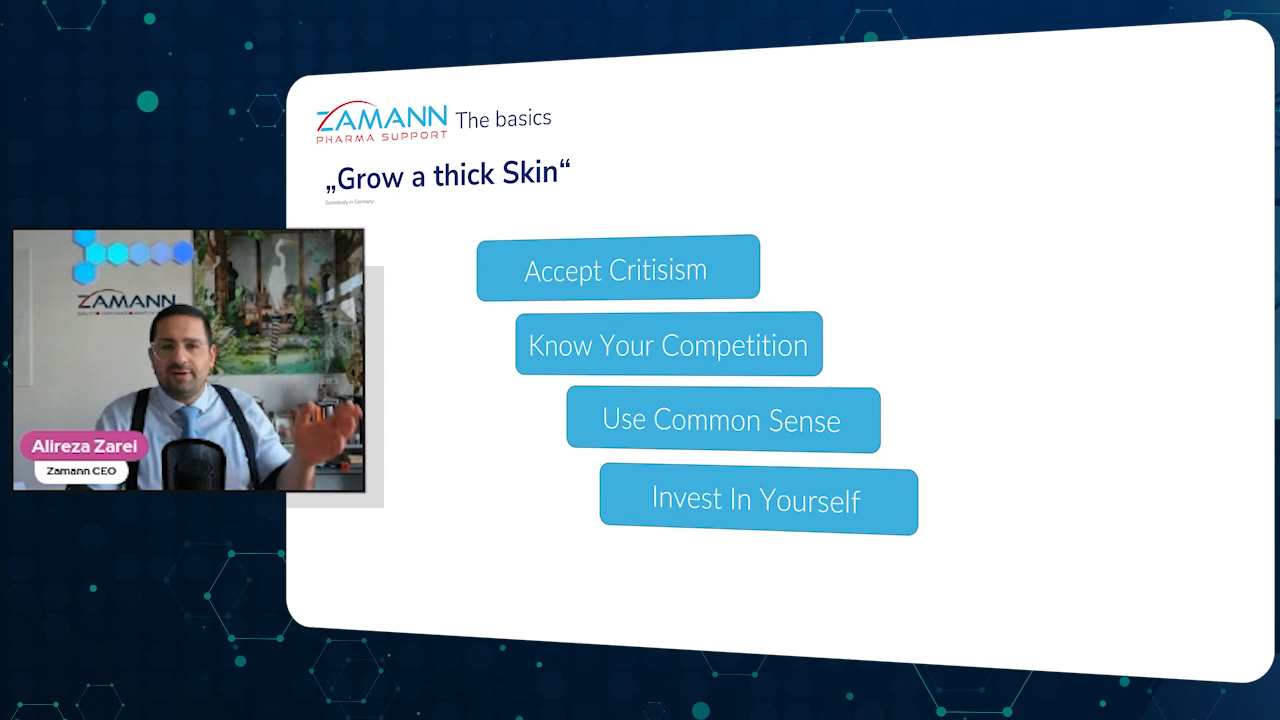 ZAMANN The basics
PHARMA SUPPORT
„Grow a thick Skin“
Somebody in Germany
Accept Critisism
Know Your Competition
Use Common Sense
Invest In Yourself
ZAMANN
Alireza Zarei
Zamann CEO